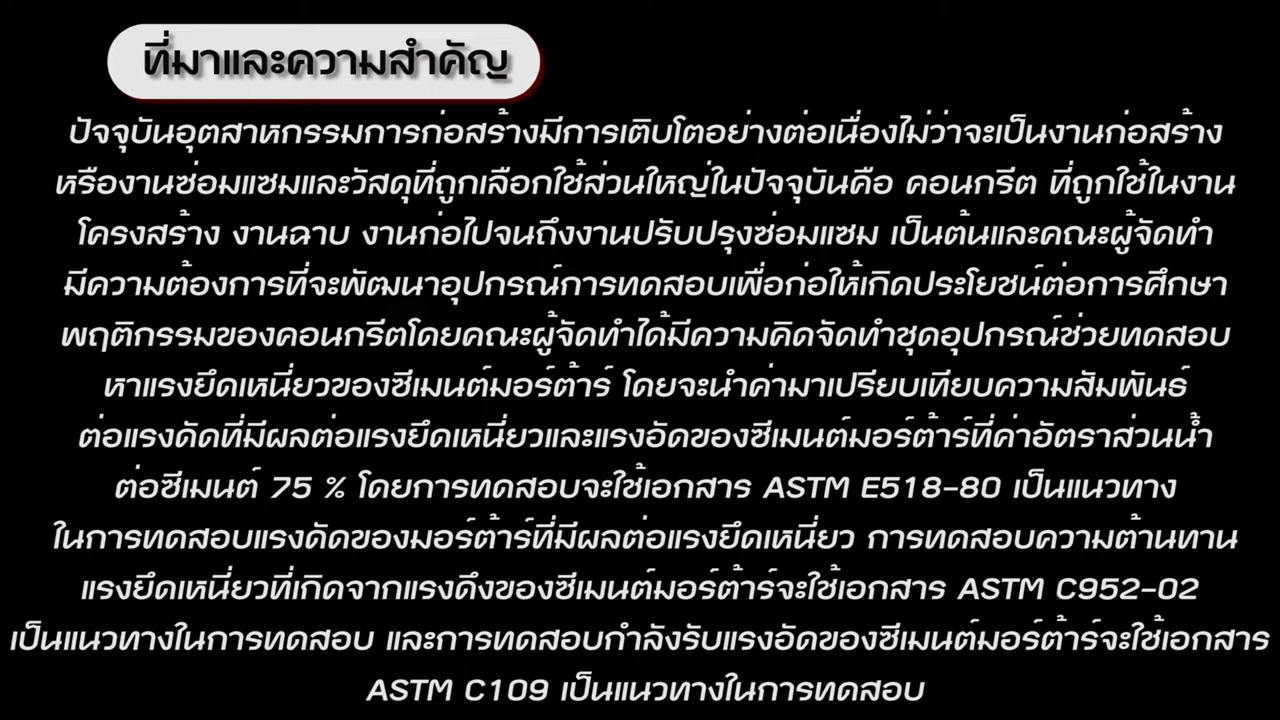 ที่มาและความสำคัญ
ปัจจุบันอุตสาหกรรมการก่อสร้างมีการเติบโตอย่างต่อเนื่องไม่ว่าจะเป็นงานก่อสร้าง
หรืองานซ่อมแซมและวัสดุที่ถูกเลือกใช้ส่วนใหญ่ในปัจจุบันคือ คอนกรีต ที่ถูกใช้ในงาน
โครงสร้าง งานฉาบ งานก่อไปจนถึงงานปรับปรุงซ่อมแซม เป็นต้นและคณะผู้จัดทำ
มีความต้องการที่จะพัฒนาอุปกรณ์การทดสอบเพื่อก่อให้เกิดประโยชน์ต่อการศึกษา
พฤติกรรมของคอนกรีตโดยคณะผู้จัดทำได้มีความคิดจัดทำชุดอุปกรณ์ช่วยทดสอบ
หาแรงยึดเหนี่ยวของซีเมนต์มอร์ต้าร์ โดยจะนำค่ามาเปรียบเทียบความสัมพันธ์
ต่อแรงดัดที่มีผลต่อแรงยึดเหนี่ยวและแรงอัดของซีเมนต์มอร์ต้าร์ที่ค่าอัตราส่วนน้ำ
ต่อซีเมนต์ 75 % โดยการทดสอบจะใช้เอกสาร ASTM E518-80 เป็นแนวทาง
ในการทดสอบแรงดัดของมอร์ต้าร์ที่มีผลต่อแรงยึดเหนี่ยว การทดสอบความต้านทาน
แรงยึดเหนี่ยวที่เกิดจากแรงดึงของซีเมนต์มอร์ต้าร์จะใช้เอกสาร ASTM C952-02
เป็นแนวทางในการทดสอบ และการทดสอบกำลังรับแรงอัดของซีเมนต์มอร์ต้าร์จะใช้เอกสาร
ASTM C109 เป็นแนวทางในการทดสอบ